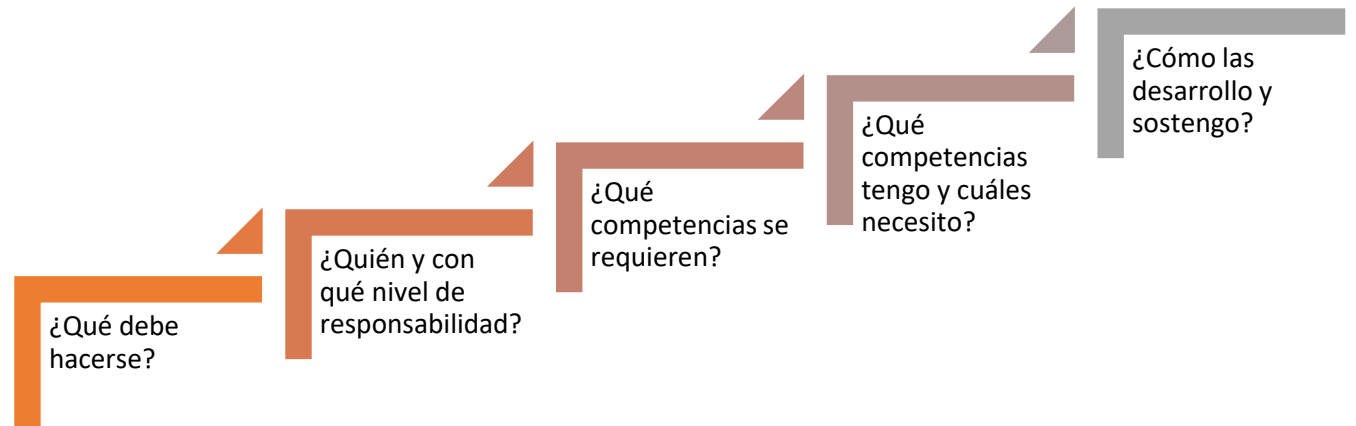 ¿Qué debe
hacerse?
¿Quién y con
qué nivel de
responsabilidad?
¿Qué
competencias se
requieren?
¿Qué
competencias
tengo y cuáles
necesito?
¿Cómo las
desarrollo y
sostengo?